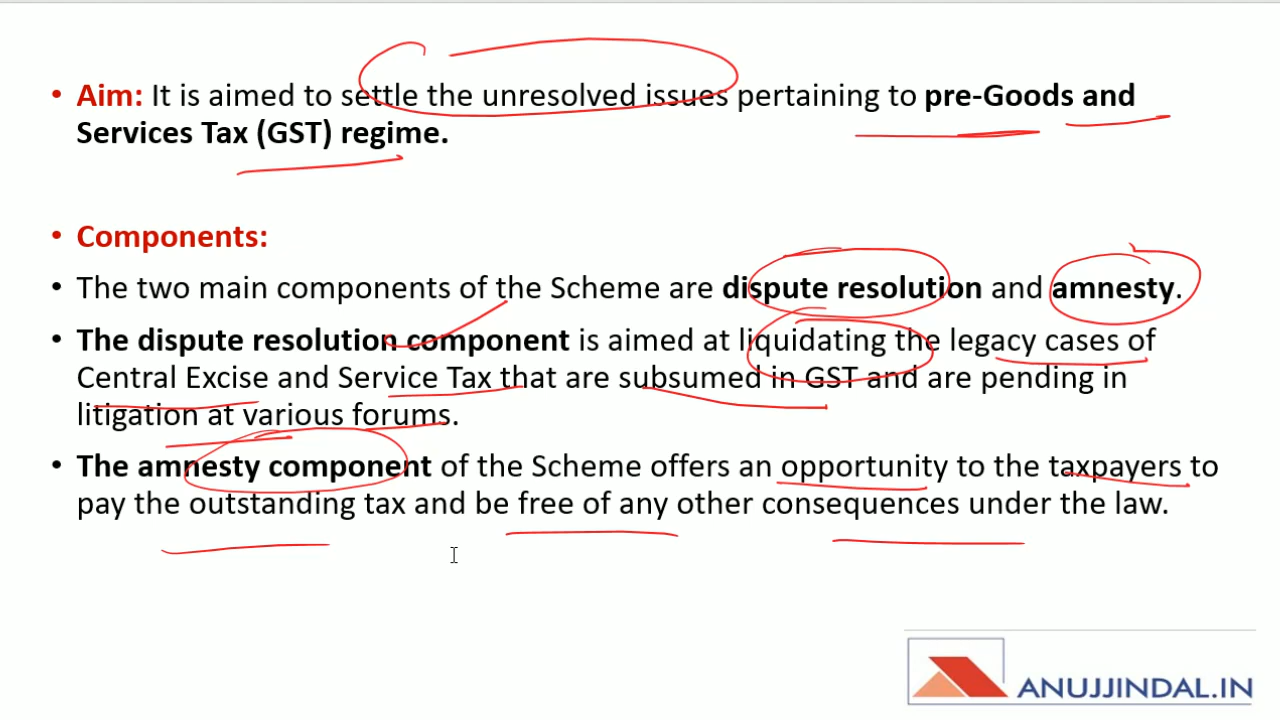 • Aim: It is aimed to settle the unresolved issues pertaining to pre-Goods and
Services Tax (GST) regime.
• Components:
• The two main components of the Scheme are dispute resolution and amnesty.
• The dispute resolution component is aimed at liquidating the legacy cases of
Central Excise and Service Tax that are subsumed in GST and are pending in
litigation at various forums.
• The amnesty component of the Scheme offers an opportunity to the taxpayers to
pay the outstanding tax and be free of any other consequences under the law.
ANUJJINDAL.IN